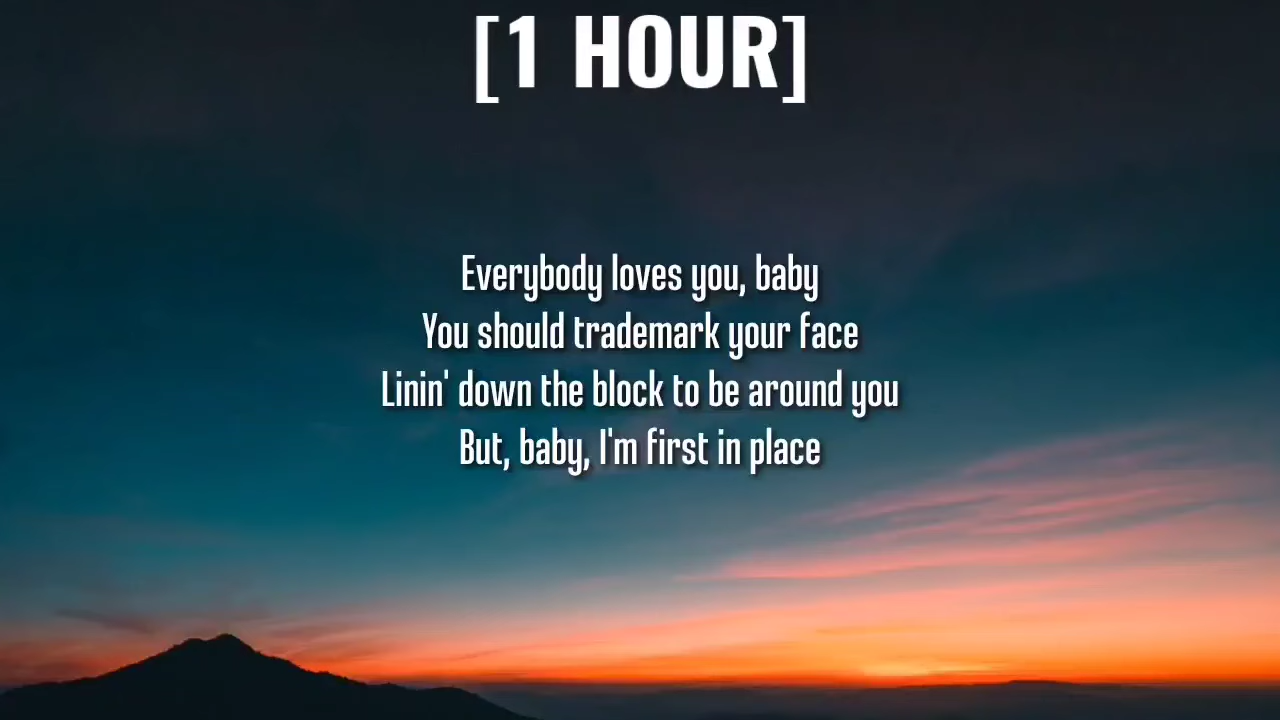 [1 HOUR]
Everybody loves you, baby
You should trademark your face
Linin' down the block to be around you
But, baby, I'm first in place